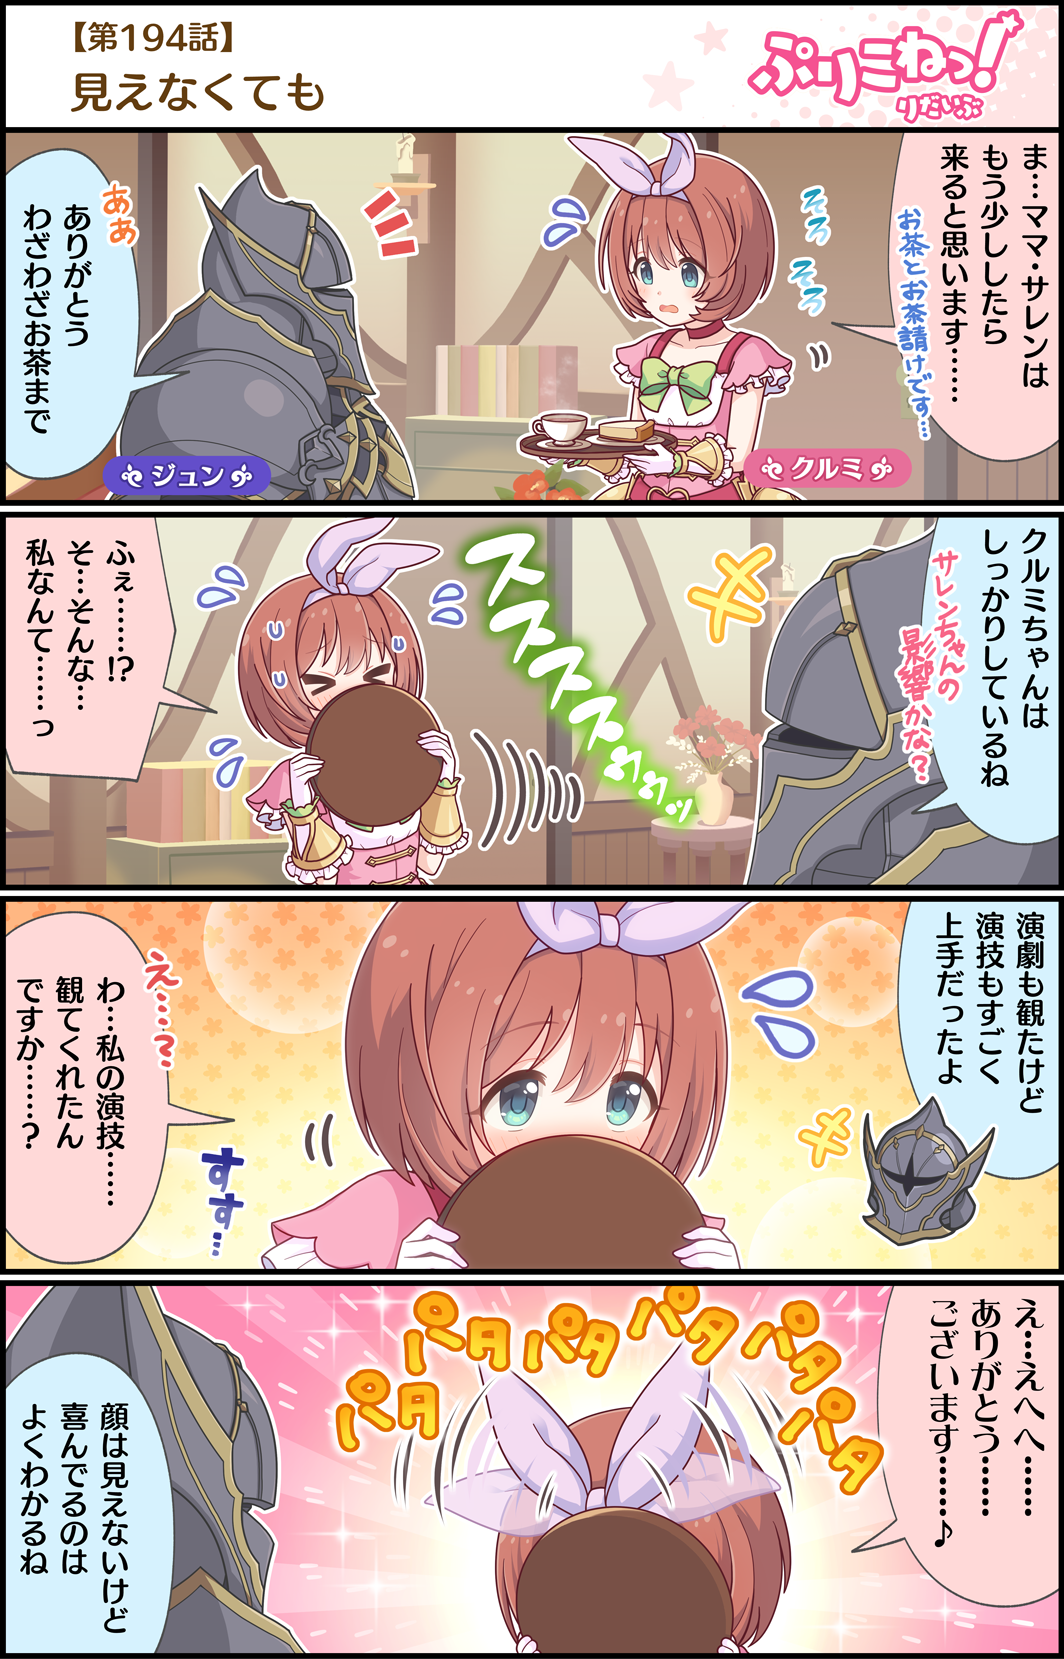 【第194話】
見えなくても
ぷりこねっ!
りだいぶ
ま…ママ・サレンは
もう少ししたら
来ると思います……
お茶とお茶請けです…
そろ
そろ
ああ
ありがとう
わざわざお茶まで
ジュン
クルミ
クルミちゃんは
しっかりしているね
サレンちゃんの
影響かな?
ススススススッ
ふぇ……!?
そ…そんな…
私なんて……っ
演劇も観たけど
演技もすごく
上手だったよ
え…?
わ…私の演技……
観てくれたん
ですか……?
すす…
え…えへへ……
ありがとう……
ございます……♪
パタパタパタパタパタパタ
顔は見えないけど
喜んでるのは
よくわかるね